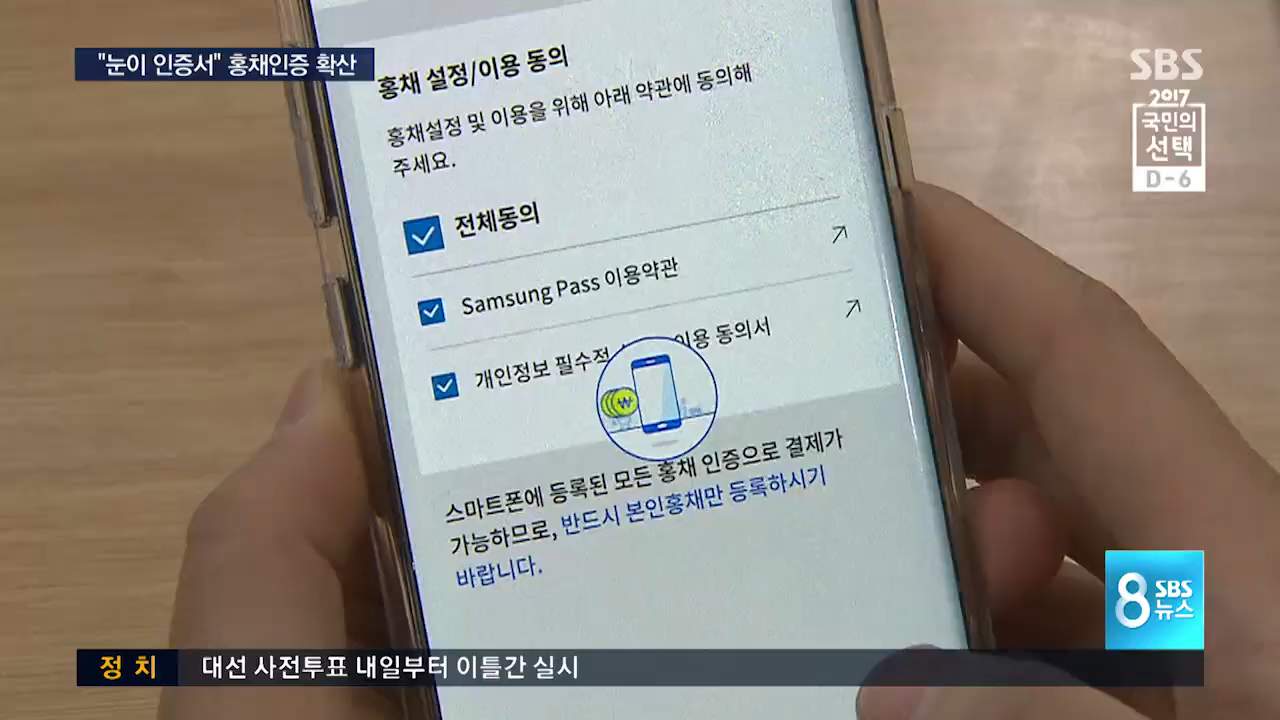 "눈이 인증서" 홍채인증 확산
SBS
2017
국민의
선택
D-6
홍채 설정/이용 동의
홍채설정 및 이용을 위해 아래 약관에 동의해
주세요.
전체동의
Samsung Pass 이용약관
개인정보 필수적 이용 동의서
₩
스마트폰에 등록된 모든 홍채 인증으로 결제가
가능하므로, 반드시 본인홍채만 등록하시기
바랍니다.
8 SBS
뉴스
정치 대선 사전투표 내일부터 이틀간 실시